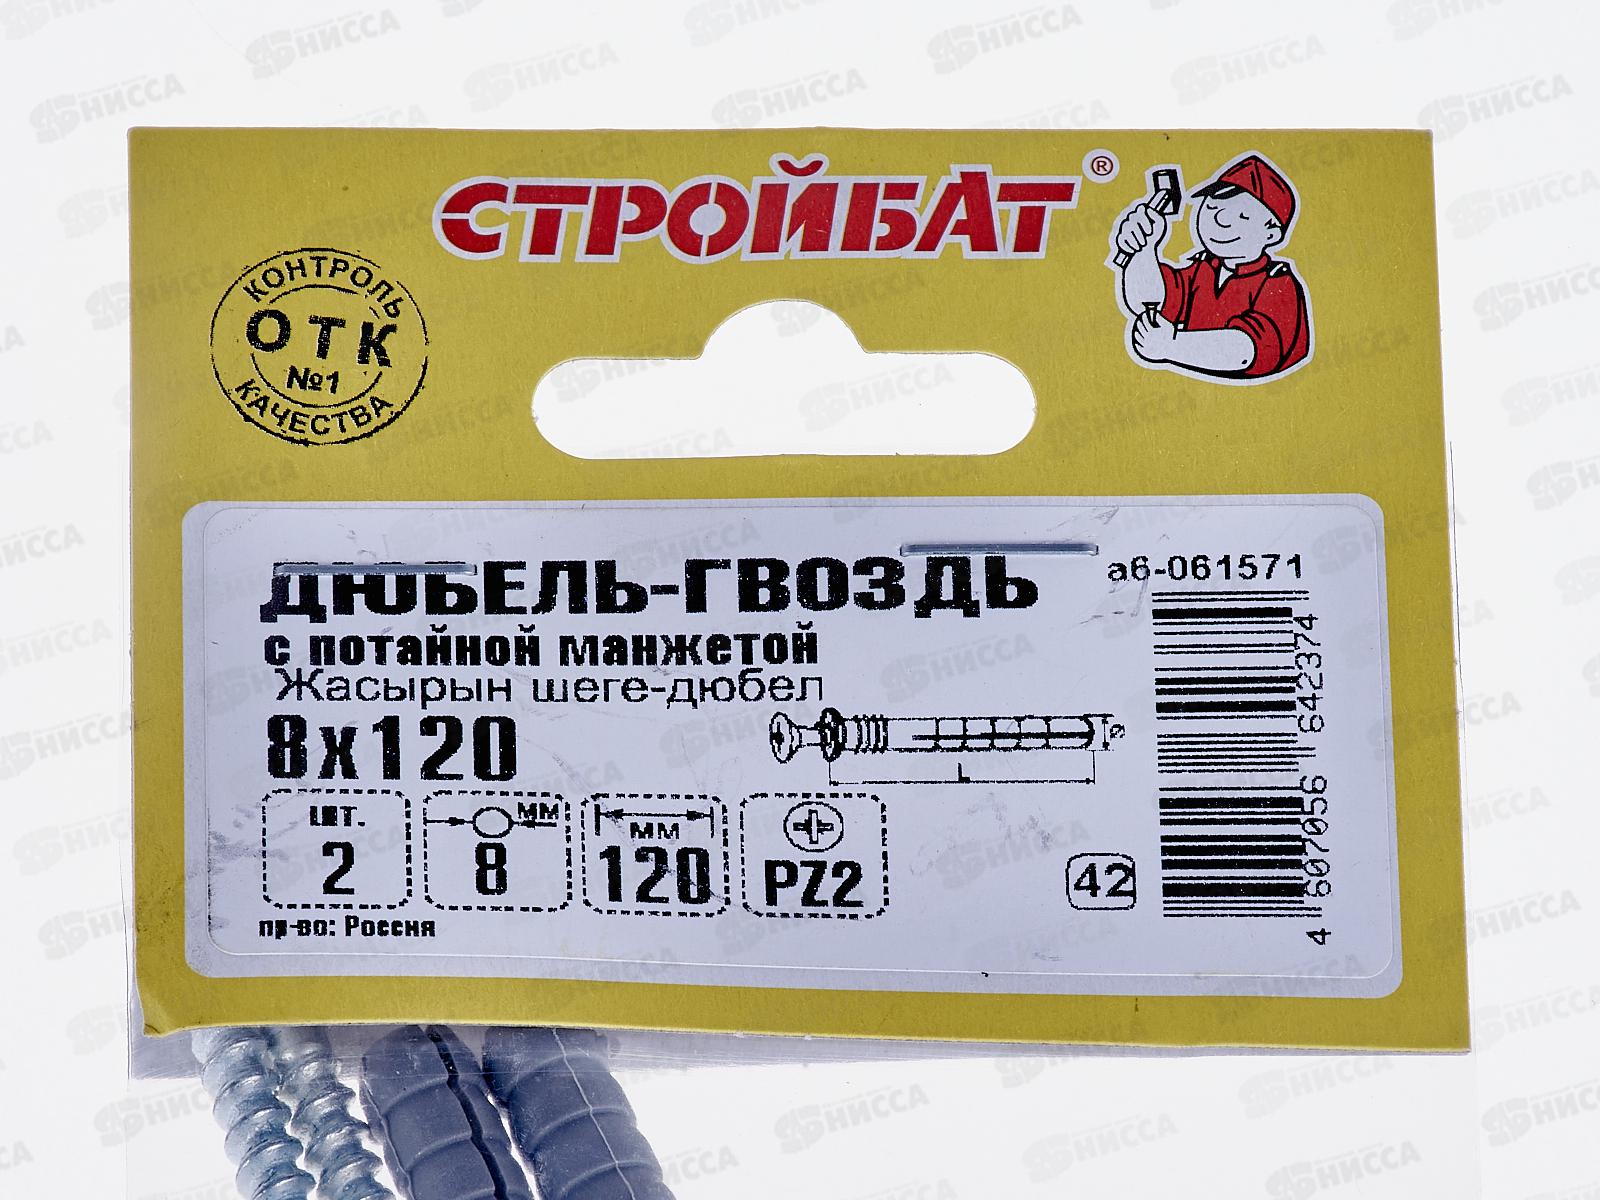 СТРОЙБАТ®
КОНТРОЛЬ
ОТК
№1
КАЧЕСТВА
ДЮБЕЛЬ-ГВОЗДЬ
с потайной манжетой
Жасырын шеге-дюбел
8х120
а6-061571
L
ø
шт.
2
мм
8
мм
120
PZ2
42
пр-во: Россия
4 607056 642374
НИССА